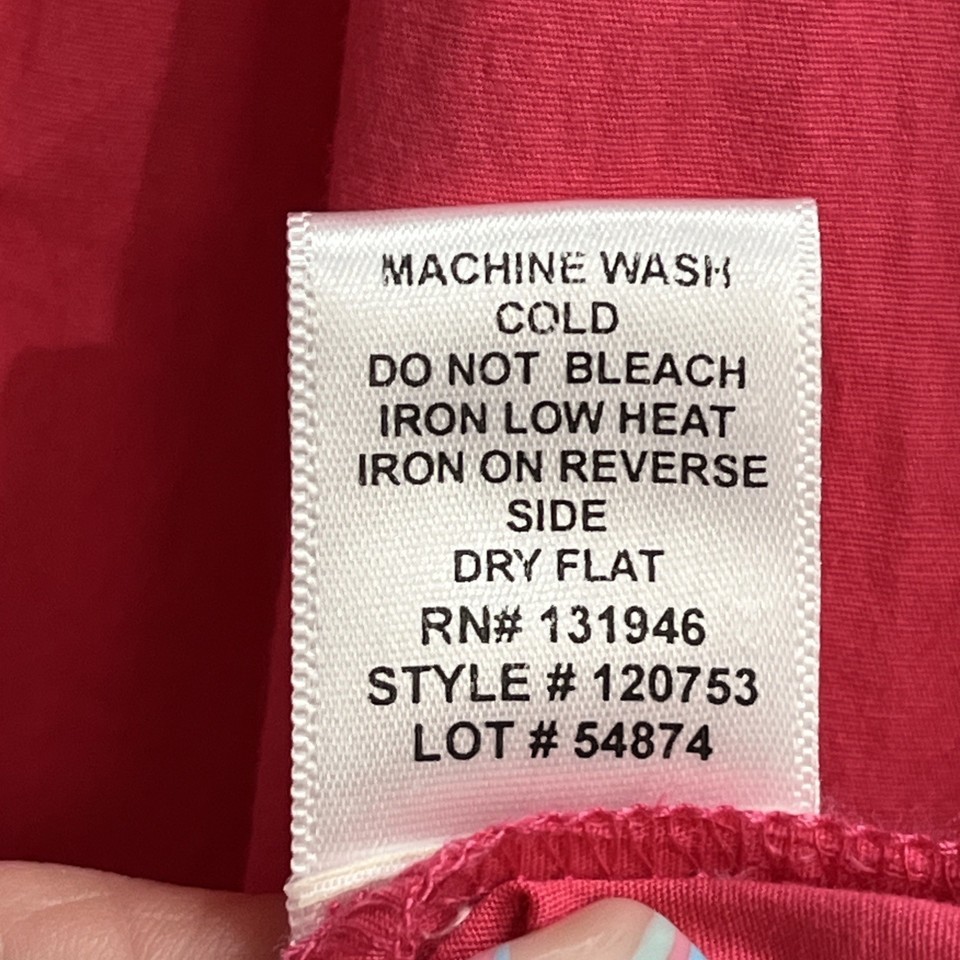 MACHINE WASH
COLD
DO NOT BLEACH
IRON LOW HEAT
IRON ON REVERSE
SIDE
DRY FLAT
RN# 131946
STYLE # 120753
LOT # 54874